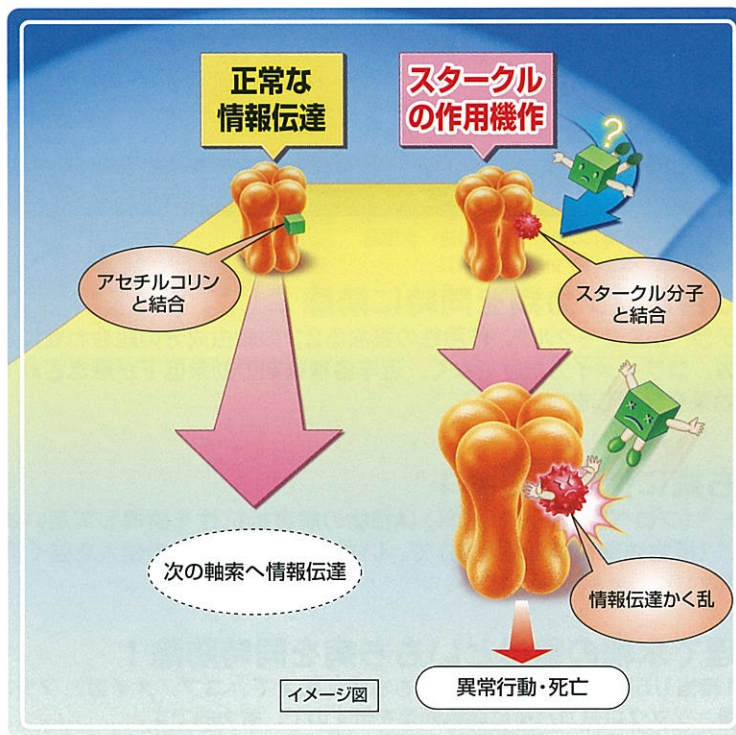 正常な
情報伝達
スタークル
の作用機作
?
アセチルコリン
と結合
スタークル分子
と結合
次の軸索へ情報伝達
情報伝達かく乱
イメージ図
異常行動・死亡